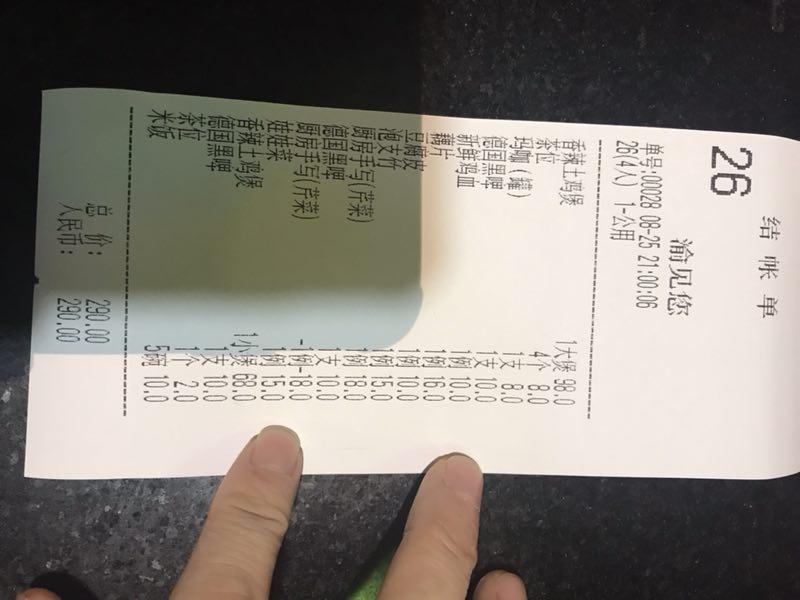 结帐单
26
渝见您
单号:00028 08-25 21:00:06
26(4人) 1-公用
香辣土鸡煲 1大煲 98.0
茶位 4个 8.0
玛咖(罐) 1支 8.0
德国黑啤 1支 10.0
新鲜鸡血 1例 10.0
藕片 1例 16.0
豆腐皮 1例 10.0
泡支竹 1例 15.0
厨房手写(芹菜) 1例 18.0
德国黑啤 1支 10.0
厨房手写(芹菜) -1例-18.0
娃娃菜 1例 15.0
香辣土鸡煲 1小煲 68.0
德国黑啤 1支 10.0
茶位 1个 2.0
米饭 5碗 10.0
总 价: 290.00
人民币: 290.00